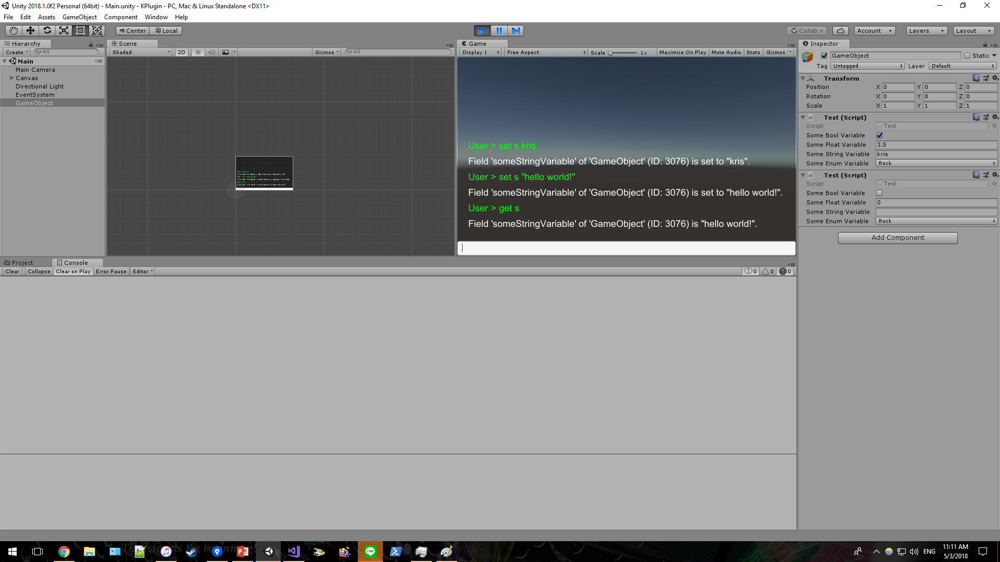 Unity 2018.1.0f2 Personal (64bit) - Main.unity - KPlugin - PC, Mac & Linux Standalone <DX11>
File Edit Assets GameObject Component Window Help
Center Local
Collab Account Layers Layout
Hierarchy
Create All
Main
Main Camera
Canvas
Directional Light
EventSystem
GameObject
Scene
Shaded 2D Gizmos All
Game
Display 1 Free Aspect Scale 1x Maximize On Play Mute Audio Stats Gizmos
User > set s kris
Field 'someStringVariable' of 'GameObject' (ID: 3076) is set to "kris".
User > set s "hello world!"
Field 'someStringVariable' of 'GameObject' (ID: 3076) is set to "hello world!".
User > get s
Field 'someStringVariable' of 'GameObject' (ID: 3076) is "hello world!".
Inspector
GameObject Static
Tag Untagged Layer Default
Transform
Position X 0 Y 0 Z 0
Rotation X 0 Y 0 Z 0
Scale X 1 Y 1 Z 1
Test (Script)
Script Test
Some Bool Variable
Some Float Variable 3.5
Some String Variable kris
Some Enum Variable Rock
Test (Script)
Script Test
Some Bool Variable
Some Float Variable 0
Some String Variable
Some Enum Variable Rock
Add Component
Project Console
Clear Collapse Clear on Play Error Pause Editor 0 0 0
LINE
ENG
11:11 AM
5/3/2018